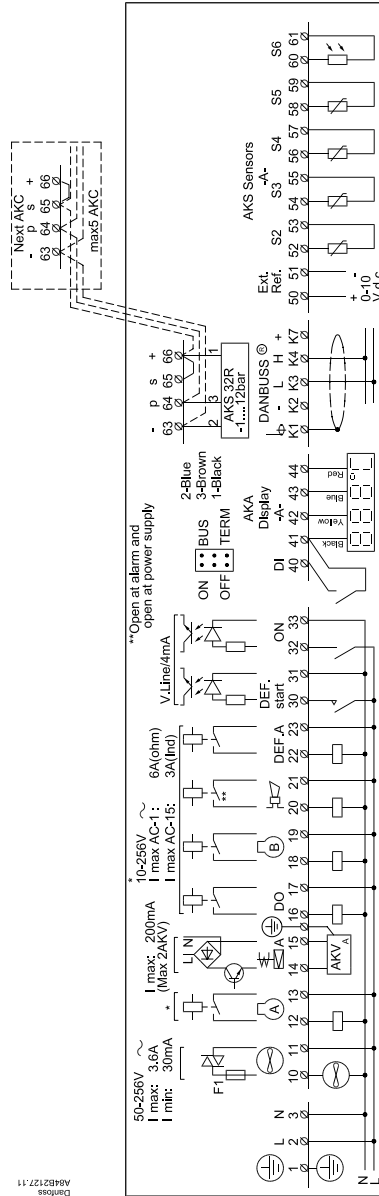 Danfoss
A84B2127.11
Next AKC
- p s +
63 64 65 66
max5 AKC
**Open at alarm and
open at power supply
2-Blue
3-Brown
1-Black
ON BUS
OFF TERM
- p s +
63 64 65 66
2 3 1
AKS 32R
-1....12bar
50-256V ~
I max: 3.6A
I min: 30mA
F1
*
I max: 200mA
(Max 2AKV)
L N
*
10-256V ~
I max AC-1: 6A(ohm)
I max AC-15: 3A(Ind)
**
V.Line/4mA
A
A
DO
B
DEF.A
DEF.
start
ON
DI
AKA
Display
-A-
DANBUSS ®
- L H +
Ext.
Ref.
AKS Sensors
-A-
S2 S3 S4 S5 S6
L N
1 2 3 10 11 12 13 14 15 16 17 18 19 20 21 22 23 30 31 32 33 40 41 42 43 44 K1 K2 K3 K4 K7 50 51 52 53 54 55 56 57 58 59 60 61
AKV A
Black Yellow Blue Red
+ -
0-10
V d.c.
N
L